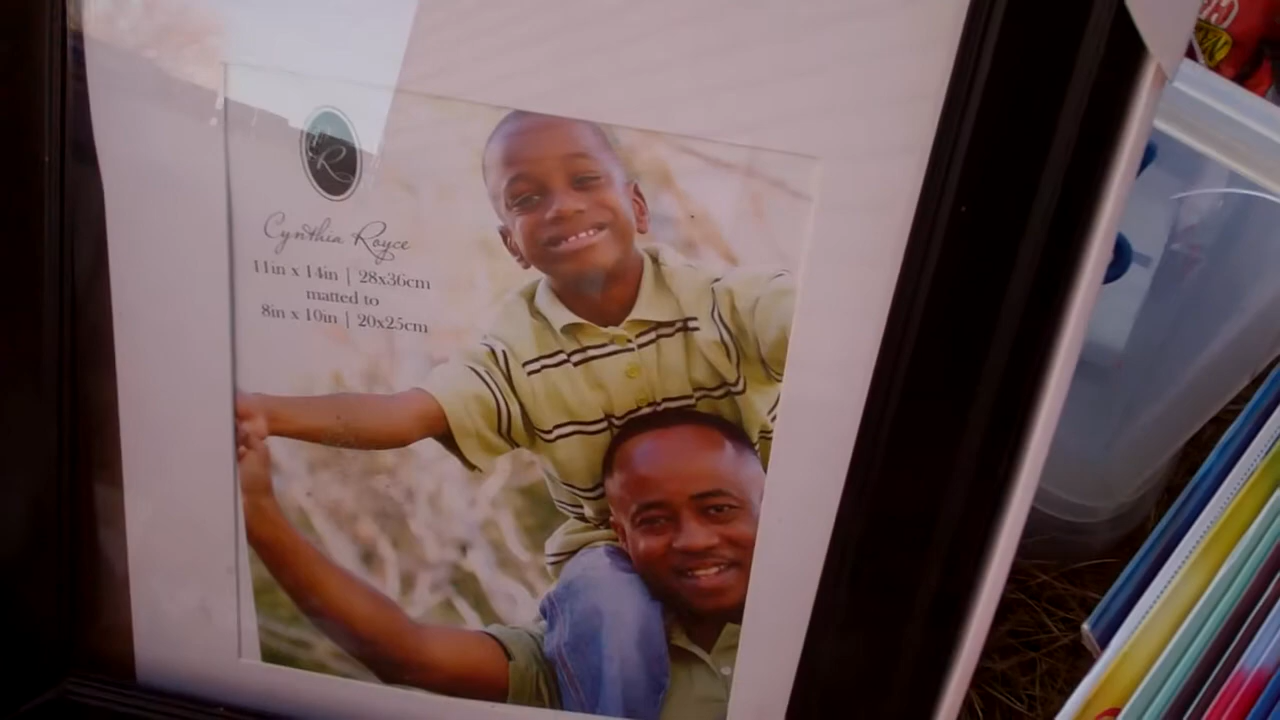 R
Cynthia Royce
11in x 14in | 28x36cm
matted to
8in x 10in | 20x25cm